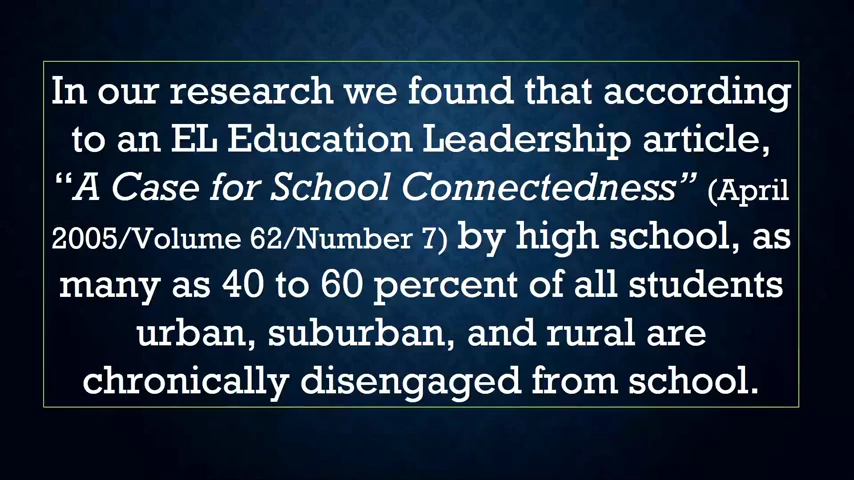 In our research we found that according
to an EL Education Leadership article,
“A Case for School Connectedness” (April
2005/Volume 62/Number 7) by high school, as
many as 40 to 60 percent of all students
urban, suburban, and rural are
chronically disengaged from school.